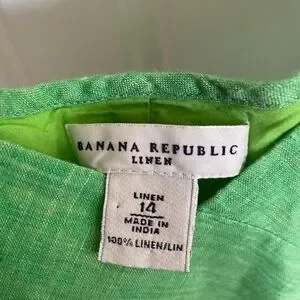 BANANA REPUBLIC
LINEN
LINEN
14
MADE IN
INDIA
100% LINEN/LIN